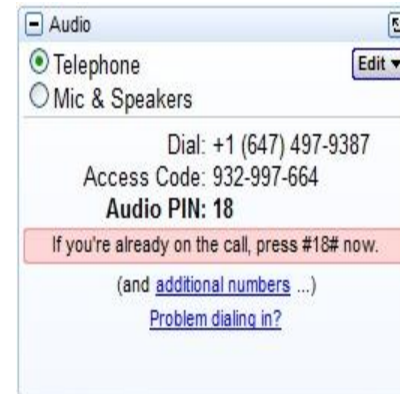 Audio
Telephone
Edit
Mic & Speakers
Dial: +1 (647) 497-9387
Access Code: 932-997-664
Audio PIN: 18
If you're already on the call, press #18# now.
(and additional numbers ...)
Problem dialing in?